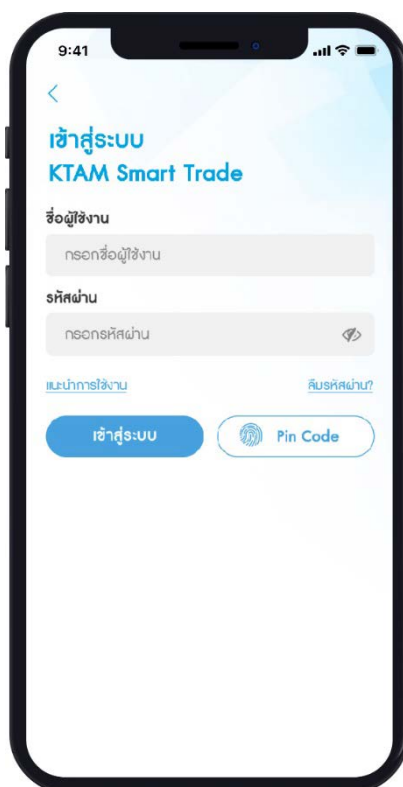 9:41
เข้าสู่ระบบ
KTAM Smart Trade
ชื่อผู้ใช้งาน
กรอกชื่อผู้ใช้งาน
รหัสผ่าน
กรอกรหัสผ่าน
แนะนำการใช้งาน ลืมรหัสผ่าน?
เข้าสู่ระบบ Pin Code